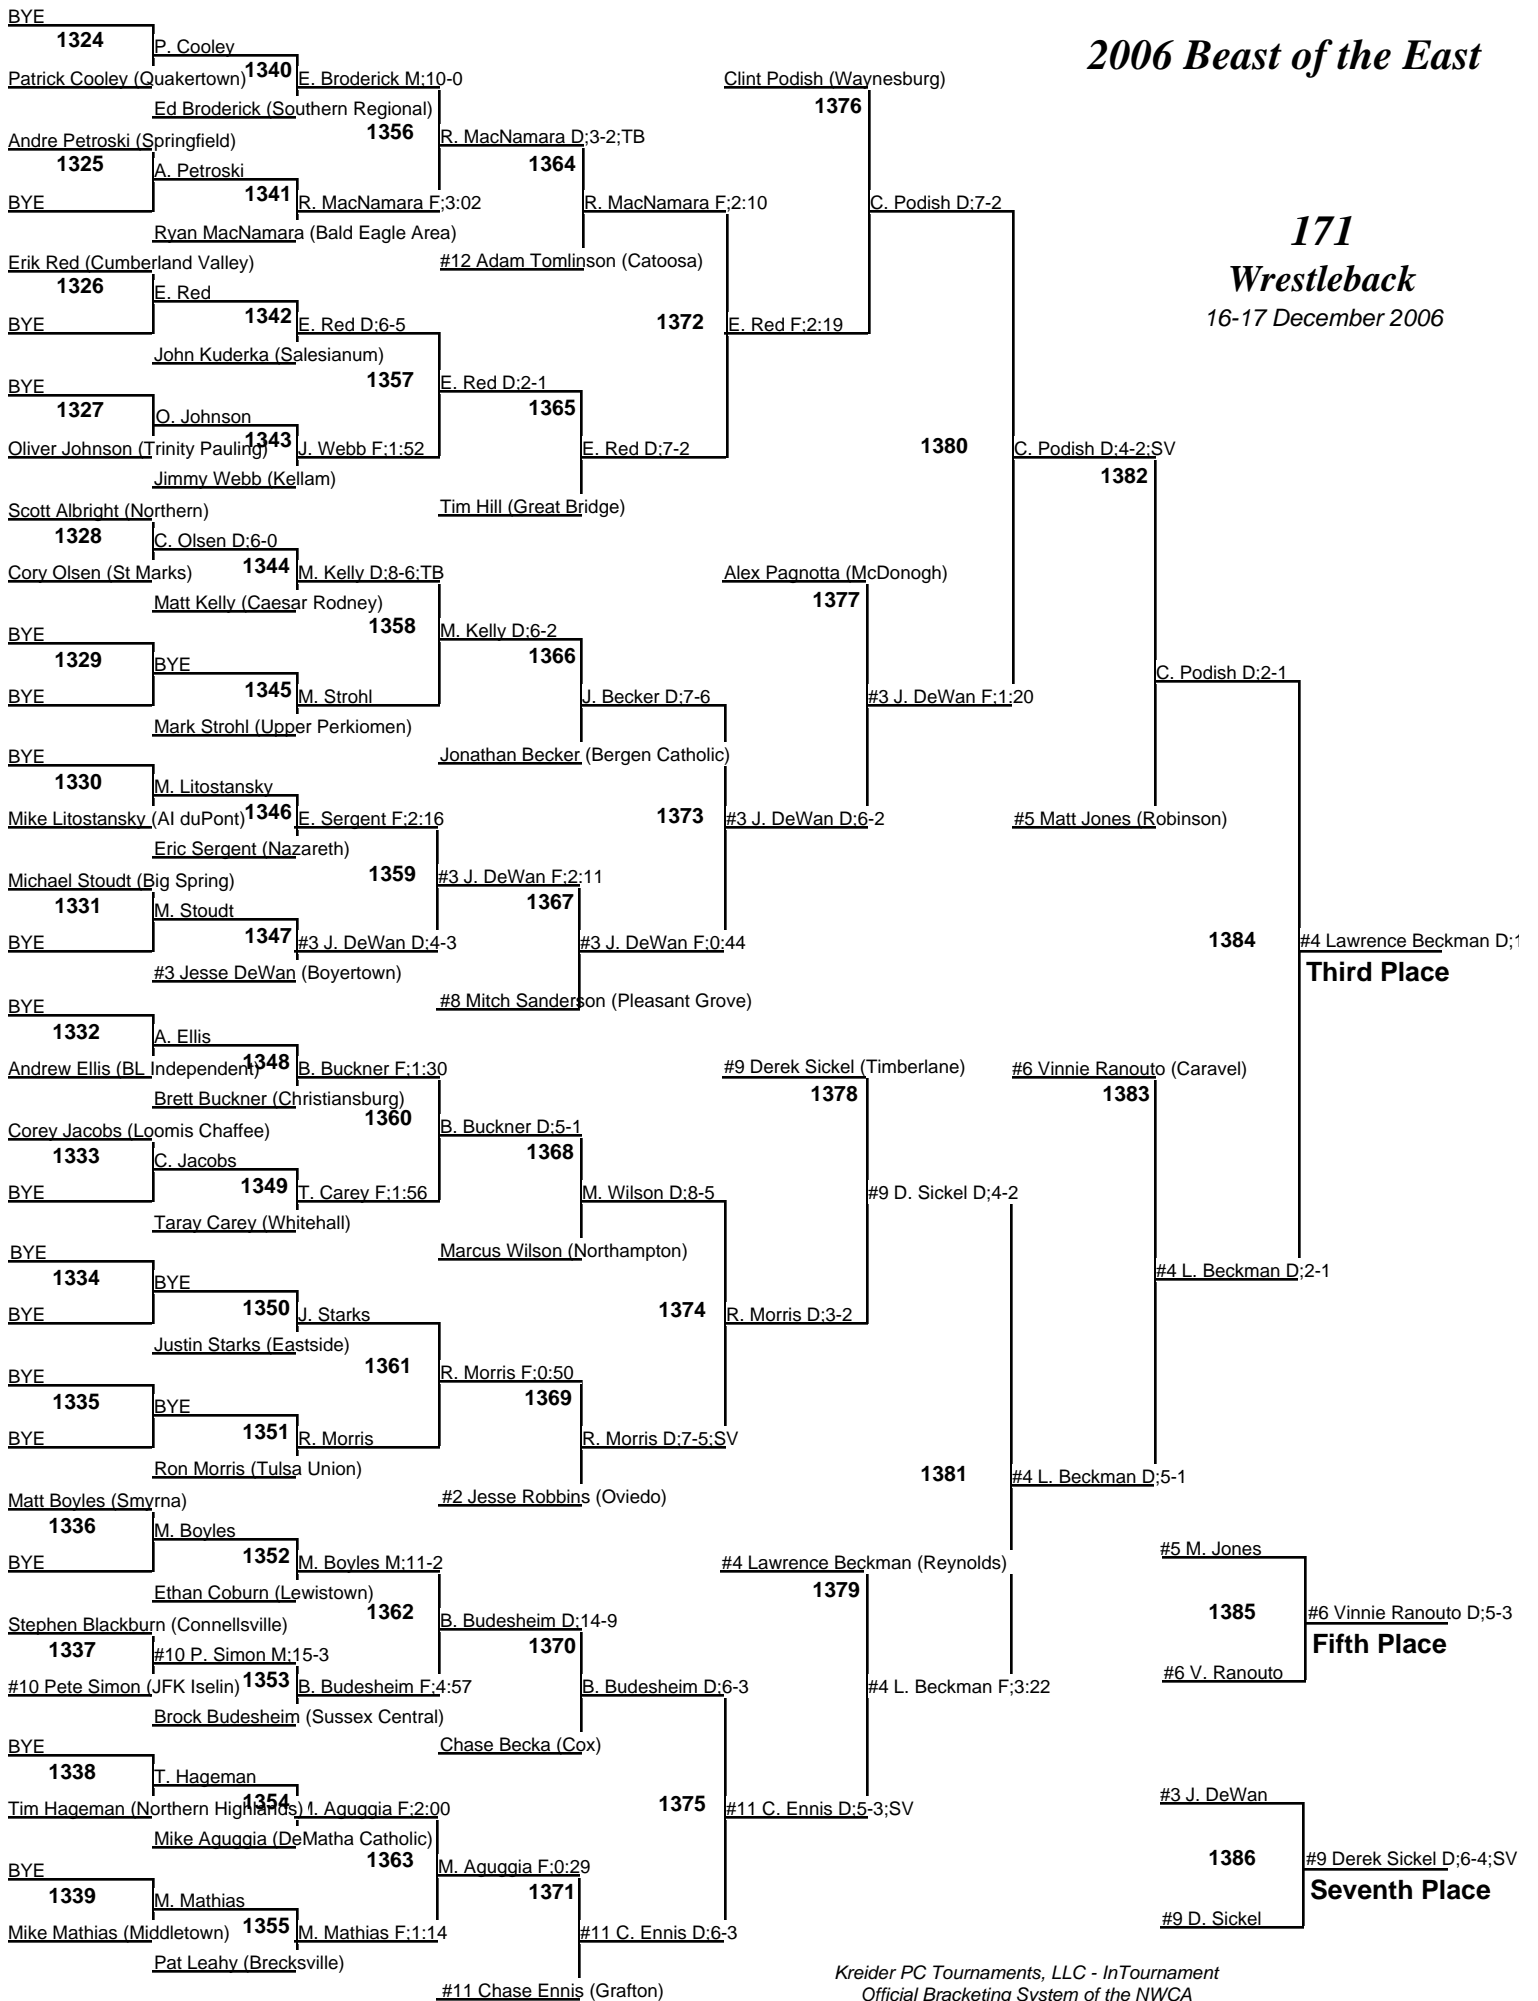 2006 Beast of the East
171
Wrestleback
16-17 December 2006
BYE
1324
P. Cooley
Patrick Cooley (Quakertown)
1340
E. Broderick M;10-0
Ed Broderick (Southern Regional)
1356
R. MacNamara D;3-2;TB
Andre Petroski (Springfield)
1325
A. Petroski
BYE
1341
R. MacNamara F;3:02
Ryan MacNamara (Bald Eagle Area)
1364
R. MacNamara F;2:10
#12 Adam Tomlinson (Catoosa)
Erik Red (Cumberland Valley)
1326
E. Red
BYE
1342
E. Red D;6-5
John Kuderka (Salesianum)
1357
E. Red D;2-1
BYE
1327
O. Johnson
Oliver Johnson (Trinity Pauling)
1343
J. Webb F;1:52
Jimmy Webb (Kellam)
1365
E. Red D;7-2
Tim Hill (Great Bridge)
1372
E. Red F;2:19
Clint Podish (Waynesburg)
1376
C. Podish D;7-2
Scott Albright (Northern)
1328
C. Olsen D;6-0
Cory Olsen (St Marks)
1344
M. Kelly D;8-6;TB
Matt Kelly (Caesar Rodney)
1358
M. Kelly D;6-2
BYE
1329
BYE
BYE
1345
M. Strohl
Mark Strohl (Upper Perkiomen)
1366
J. Becker D;7-6
Jonathan Becker (Bergen Catholic)
BYE
1330
M. Litostansky
Mike Litostansky (AI duPont)
1346
E. Sergent F;2:16
Eric Sergent (Nazareth)
1359
#3 J. DeWan F;2:11
Michael Stoudt (Big Spring)
1331
M. Stoudt
BYE
1347
#3 J. DeWan D;4-3
#3 Jesse DeWan (Boyertown)
1367
#3 J. DeWan F;0:44
#8 Mitch Sanderson (Pleasant Grove)
1373
#3 J. DeWan D;6-2
Alex Pagnotta (McDonogh)
1377
#3 J. DeWan F;1:20
1380
C. Podish D;4-2;SV
1382
C. Podish D;2-1
#5 Matt Jones (Robinson)
BYE
1332
A. Ellis
Andrew Ellis (BL Independent)
1348
B. Buckner F;1:30
Brett Buckner (Christiansburg)
1360
B. Buckner D;5-1
Corey Jacobs (Loomis Chaffee)
1333
C. Jacobs
BYE
1349
T. Carey F;1:56
Taray Carey (Whitehall)
1368
M. Wilson D;8-5
Marcus Wilson (Northampton)
BYE
1334
BYE
BYE
1350
J. Starks
Justin Starks (Eastside)
1361
R. Morris F;0:50
BYE
1335
BYE
BYE
1351
R. Morris
Ron Morris (Tulsa Union)
1369
R. Morris D;7-5;SV
#2 Jesse Robbins (Oviedo)
1374
R. Morris D;3-2
#9 Derek Sickel (Timberlane)
1378
#9 D. Sickel D;4-2
Matt Boyles (Smyrna)
1336
M. Boyles
BYE
1352
M. Boyles M;11-2
Ethan Coburn (Lewistown)
1362
B. Budesheim D;14-9
Stephen Blackburn (Connellsville)
1337
#10 P. Simon M;15-3
#10 Pete Simon (JFK Iselin)
1353
B. Budesheim F;4:57
Brock Budesheim (Sussex Central)
1370
B. Budesheim D;6-3
Chase Becka (Cox)
BYE
1338
T. Hageman
Tim Hageman (Northern Highlands)
1354
. Aguggia F;2:00
Mike Aguggia (DeMatha Catholic)
1363
M. Aguggia F;0:29
BYE
1339
M. Mathias
Mike Mathias (Middletown)
1355
M. Mathias F;1:14
Pat Leahy (Brecksville)
1371
#11 C. Ennis D;6-3
#11 Chase Ennis (Grafton)
1375
#11 C. Ennis D;5-3;SV
#4 Lawrence Beckman (Reynolds)
1379
#4 L. Beckman F;3:22
1381
#4 L. Beckman D;5-1
#6 Vinnie Ranouto (Caravel)
1383
#4 L. Beckman D;2-1
1384
#4 Lawrence Beckman D;1
Third Place
#5 M. Jones
1385
#6 Vinnie Ranouto D;5-3
Fifth Place
#6 V. Ranouto
#3 J. DeWan
1386
#9 Derek Sickel D;6-4;SV
Seventh Place
#9 D. Sickel
Kreider PC Tournaments, LLC - InTournament
Official Bracketing System of the NWCA